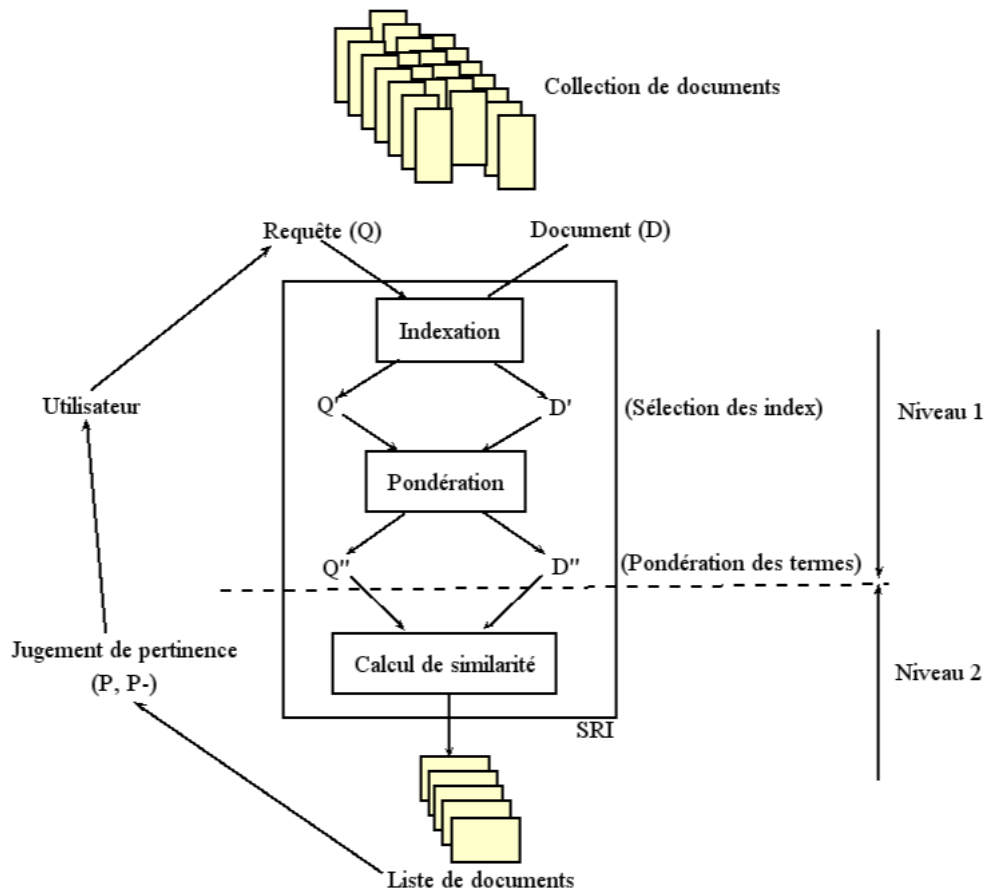 Collection de documents
Requête (Q)
Document (D)
Indexation
Utilisateur
Q'
D'
(Sélection des index)
Niveau 1
Pondération
Q"
D"
(Pondération des termes)
Jugement de pertinence
(P, P-)
Calcul de similarité
Niveau 2
SRI
Liste de documents